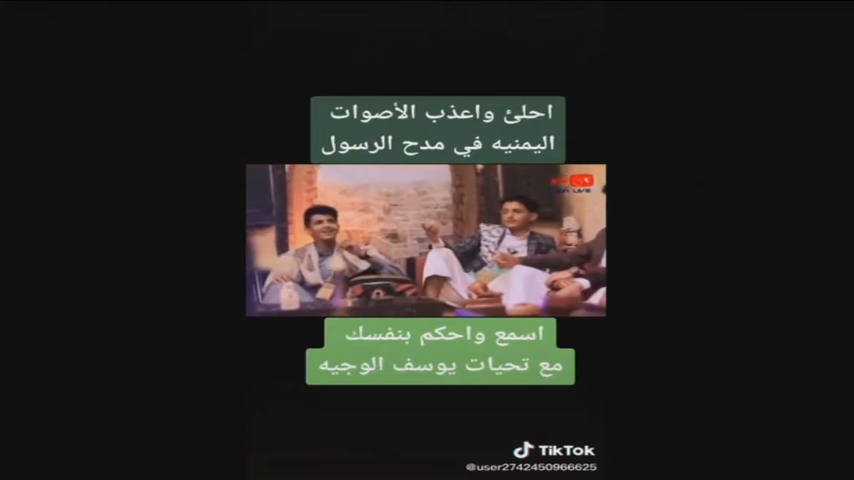 احلئ واعذب الأصوات
اليمنيه في مدح الرسول
اسمع واحكم بنفسك
مع تحيات يوسف الوجيه
TikTok
@user2742450966625